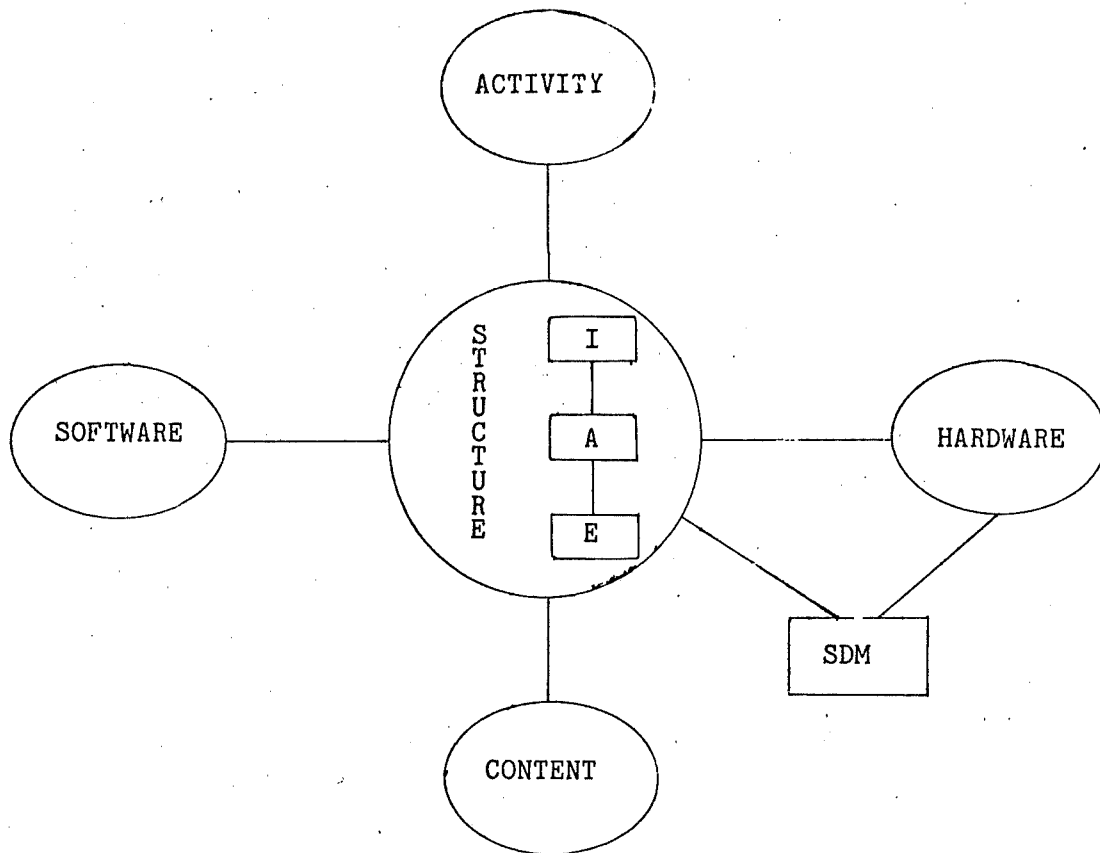 ACTIVITY
STRUCTURE
I
A
E
SOFTWARE
HARDWARE
SDM
CONTENT